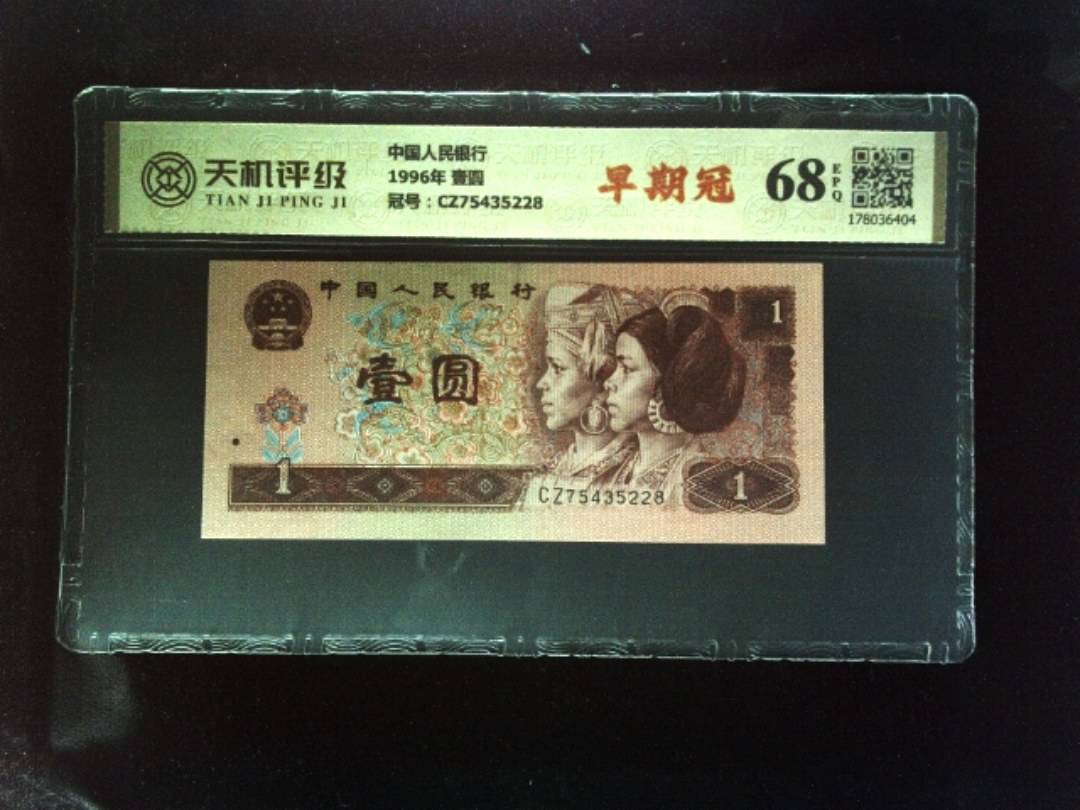 天机评级
TIAN JI PING JI
中国人民银行
1996年 壹圆
冠号：CZ75435228
早期冠
68
EPQ
178036404
中国人民银行
1
壹圆
1
CZ75435228
1